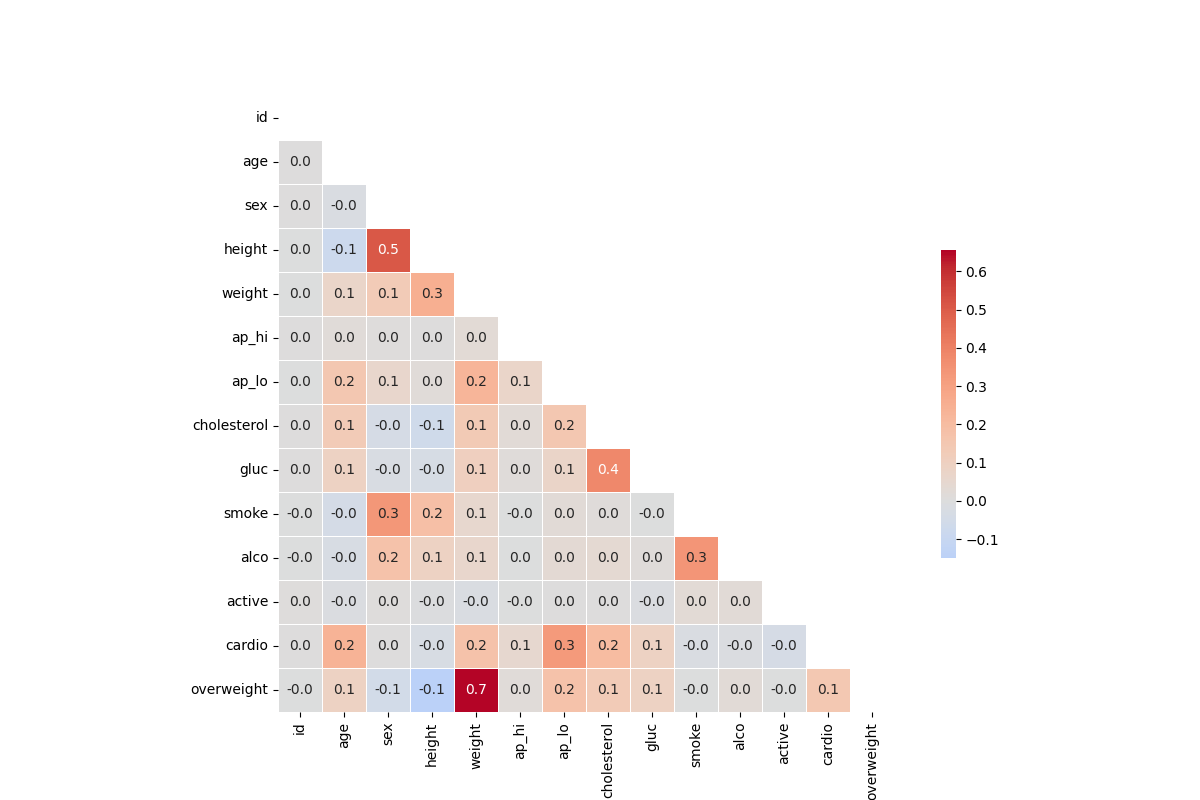 id
age 0.0
sex 0.0 -0.0
height 0.0 -0.1 0.5
weight 0.0 0.1 0.1 0.3
ap_hi 0.0 0.0 0.0 0.0 0.0
ap_lo 0.0 0.2 0.1 0.0 0.2 0.1
cholesterol 0.0 0.1 -0.0 -0.1 0.1 0.0 0.2
gluc 0.0 0.1 -0.0 -0.0 0.1 0.0 0.1 0.4
smoke -0.0 -0.0 0.3 0.2 0.1 -0.0 0.0 0.0 -0.0
alco -0.0 -0.0 0.2 0.1 0.1 0.0 0.0 0.0 0.0 0.3
active 0.0 -0.0 0.0 -0.0 -0.0 -0.0 0.0 0.0 -0.0 0.0 0.0
cardio 0.0 0.2 0.0 -0.0 0.2 0.1 0.3 0.2 0.1 -0.0 -0.0 -0.0
overweight -0.0 0.1 -0.1 -0.1 0.7 0.0 0.2 0.1 0.1 -0.0 0.0 -0.0 0.1
id age sex height weight ap_hi ap_lo cholesterol gluc smoke alco active cardio overweight
0.6
0.5
0.4
0.3
0.2
0.1
0.0
−0.1